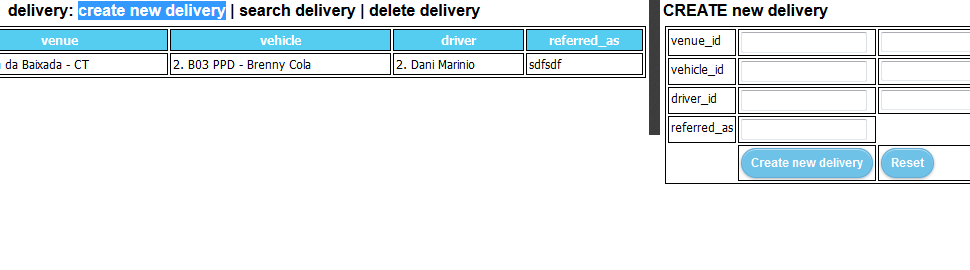 delivery: create new delivery | search delivery | delete delivery
venue vehicle driver referred_as
da Baixada - CT 2. B03 PPD - Brenny Cola 2. Dani Marinio sdfsdf
CREATE new delivery
venue_id
vehicle_id
driver_id
referred_as
Create new delivery Reset